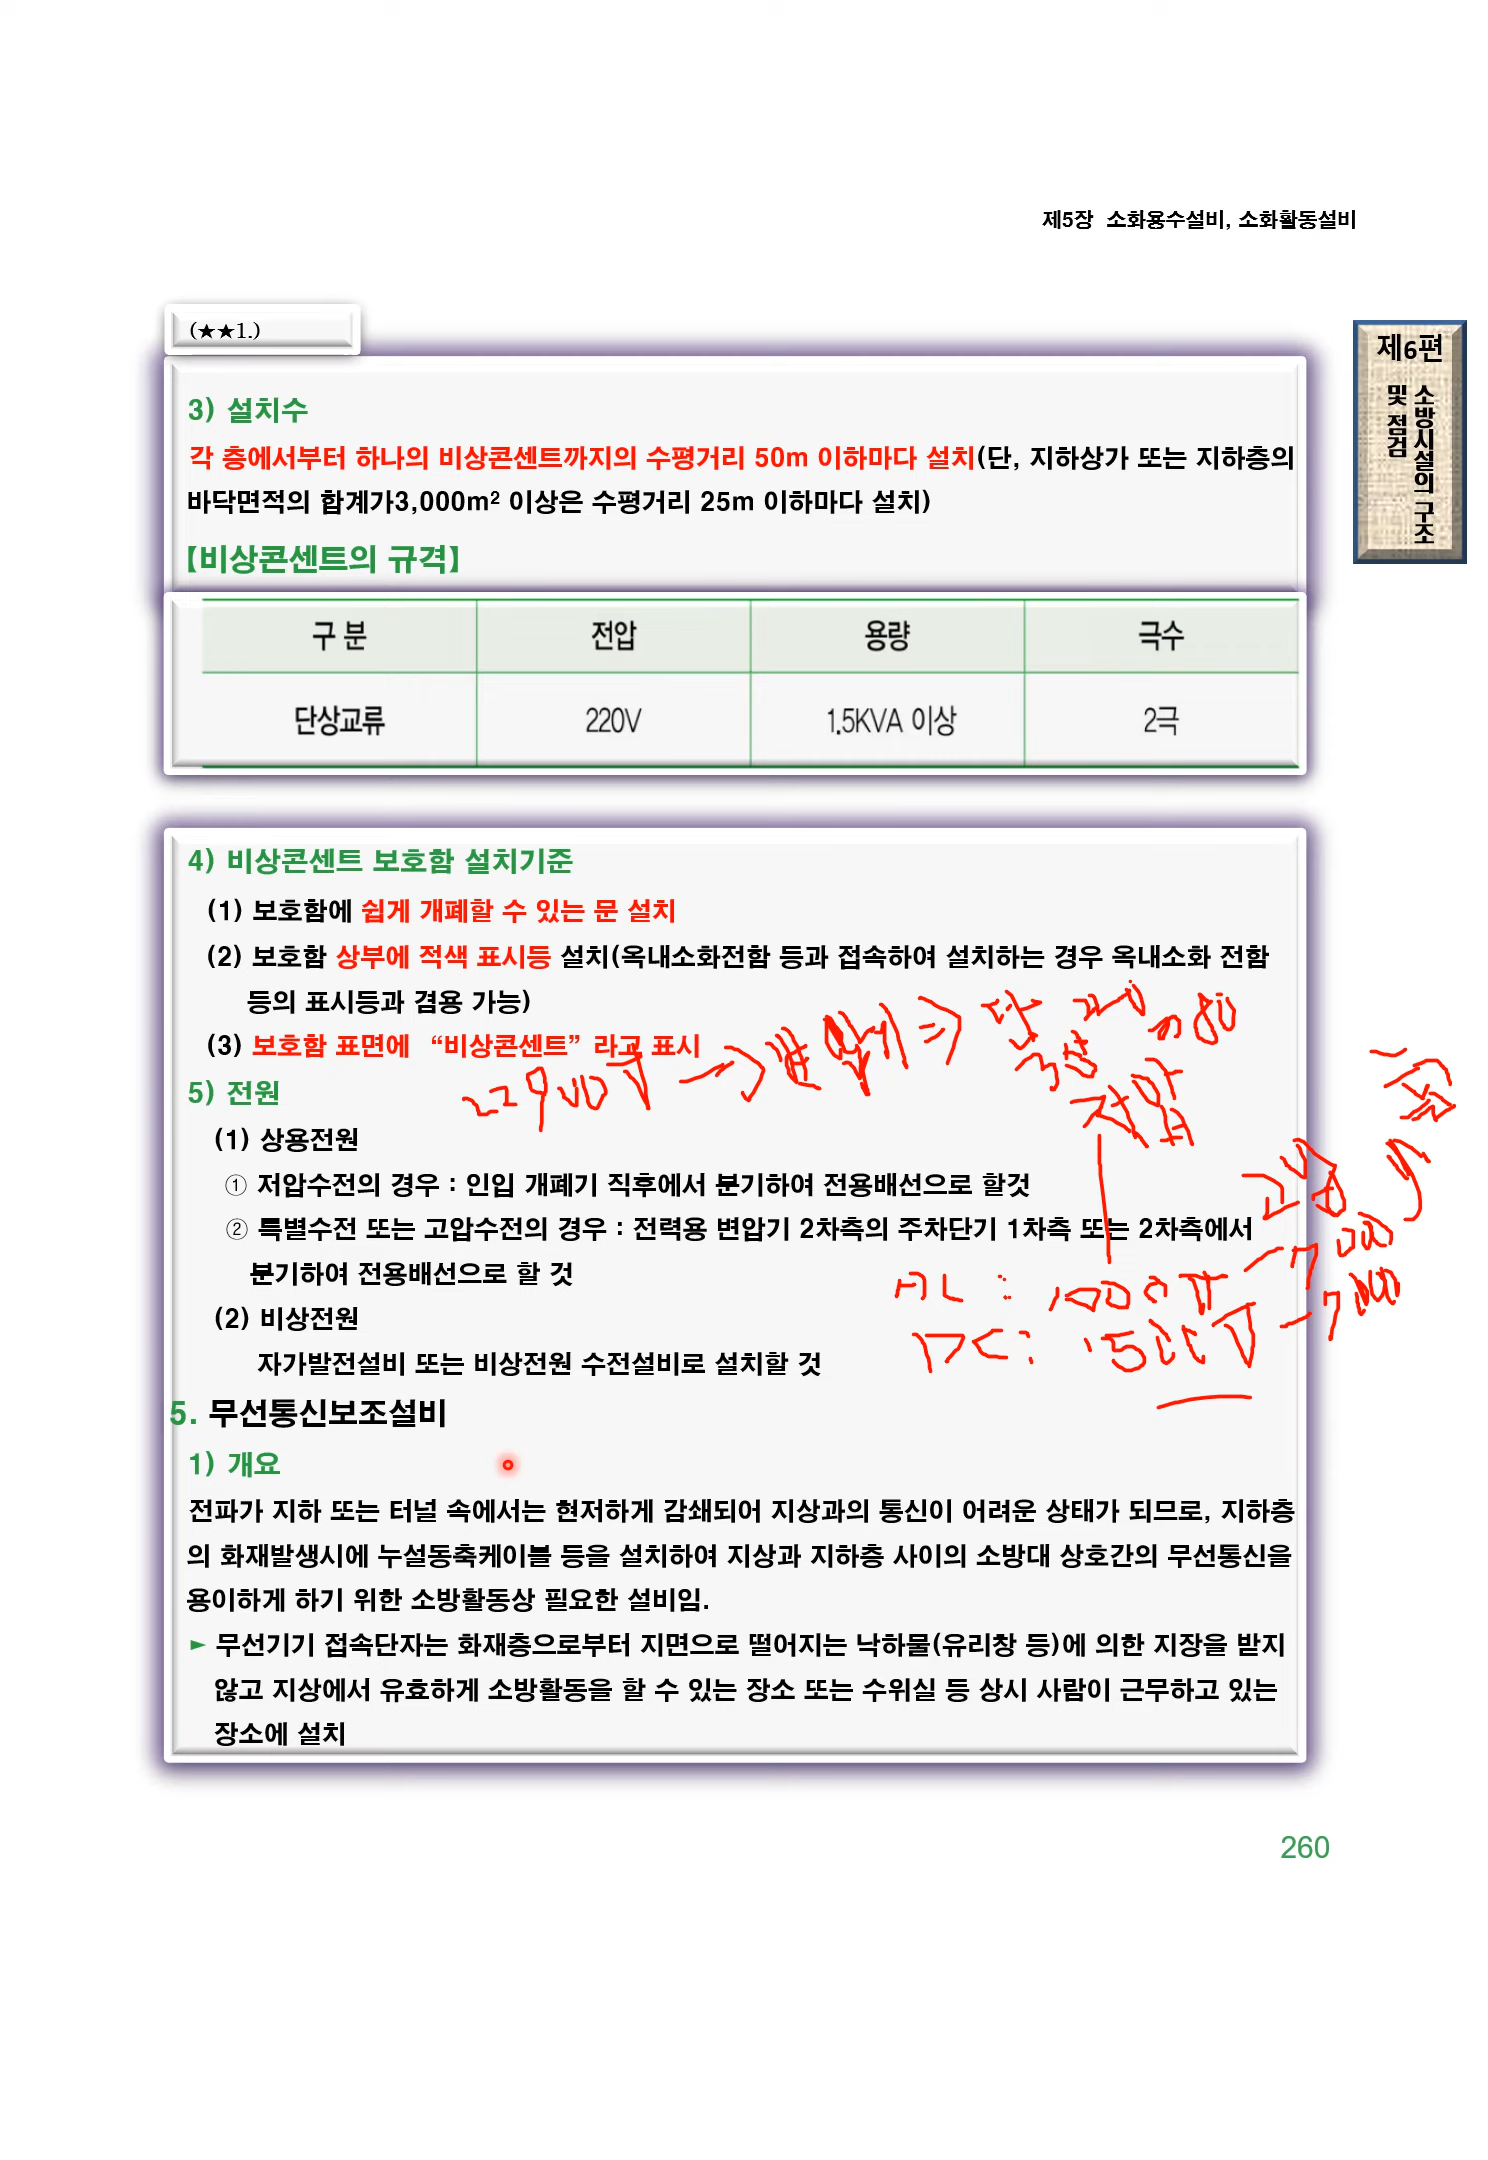 제5장 소화용수설비, 소화활동설비
제6편
소방시설의 구조
및 점검
(★★1.)
3) 설치수
각 층에서부터 하나의 비상콘센트까지의 수평거리 50m 이하마다 설치(단, 지하상가 또는 지하층의
바닥면적의 합계가3,000m² 이상은 수평거리 25m 이하마다 설치)
【비상콘센트의 규격】
구 분 전압 용량 극수
단상교류 220V 1.5KVA 이상 2극
4) 비상콘센트 보호함 설치기준
(1) 보호함에 쉽게 개폐할 수 있는 문 설치
(2) 보호함 상부에 적색 표시등 설치(옥내소화전함 등과 접속하여 설치하는 경우 옥내소화 전함
등의 표시등과 겸용 가능)
(3) 보호함 표면에 “비상콘센트” 라고 표시
22900V → 변압기 ⇒
저압
5) 전원
(1) 상용전원
① 저압수전의 경우 : 인입 개폐기 직후에서 분기하여 전용배선으로 할것
② 특별수전 또는 고압수전의 경우 : 전력용 변압기 2차측의 주차단기 1차측 또는 2차측에서
분기하여 전용배선으로 할 것
AC : 1000V ~7000
(2) 비상전원
DC : 1500V ~7000
자가발전설비 또는 비상전원 수전설비로 설치할 것
5. 무선통신보조설비
1) 개요
전파가 지하 또는 터널 속에서는 현저하게 감쇄되어 지상과의 통신이 어려운 상태가 되므로, 지하층
의 화재발생시에 누설동축케이블 등을 설치하여 지상과 지하층 사이의 소방대 상호간의 무선통신을
용이하게 하기 위한 소방활동상 필요한 설비임.
► 무선기기 접속단자는 화재층으로부터 지면으로 떨어지는 낙하물(유리창 등)에 의한 지장을 받지
않고 지상에서 유효하게 소방활동을 할 수 있는 장소 또는 수위실 등 상시 사람이 근무하고 있는
장소에 설치
260